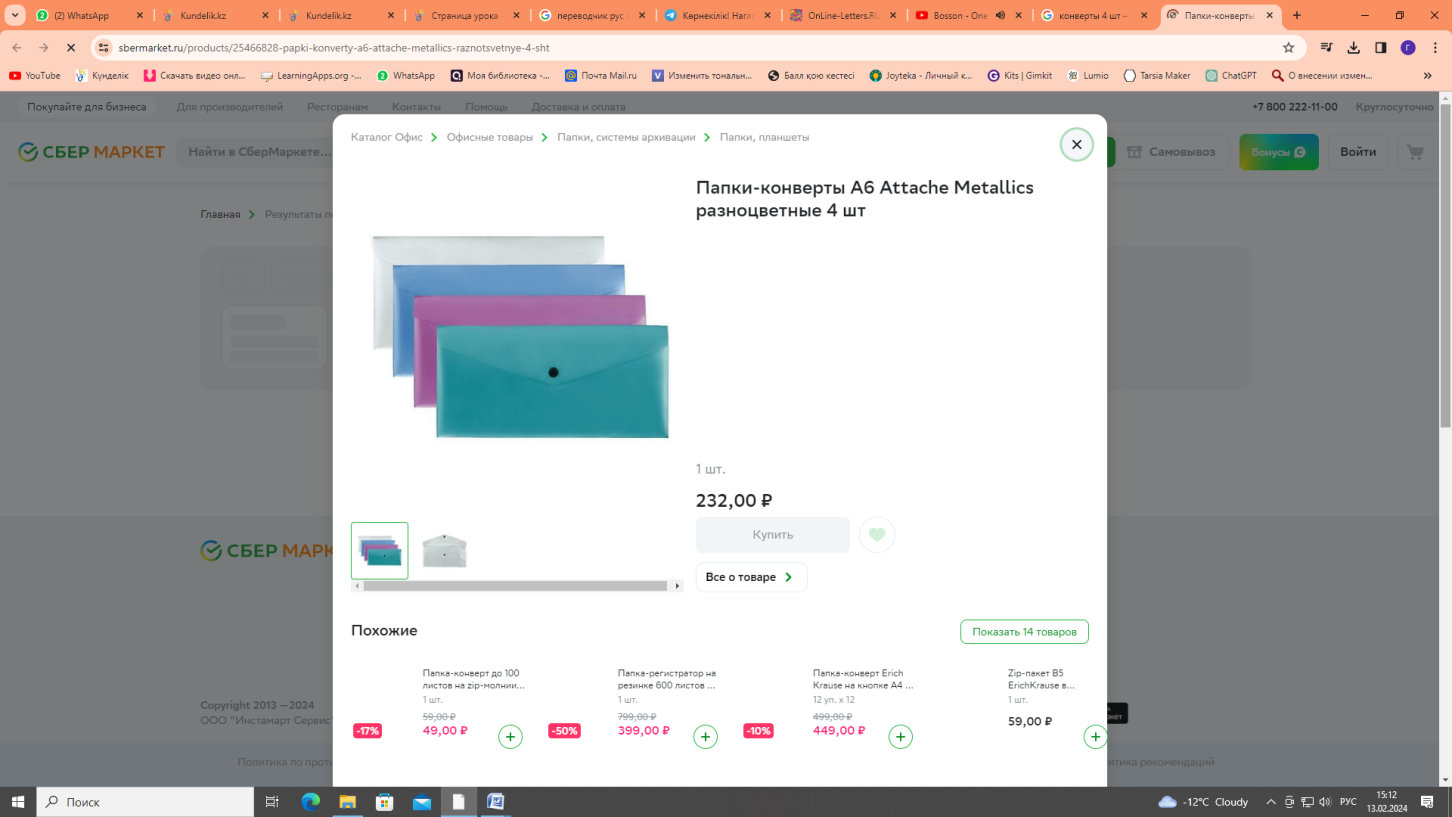 (2) WhatsApp
Kundelik.kz
Kundelik.kz
Страница урока
переводчик рус
Көрнекілік! Нагл
OnLine-Letters.RU
Bosson - One
конверты 4 шт –
Папки-конверты
sbermarket.ru/products/25466828-papki-konverty-a6-attache-metallics-raznotsvetnye-4-sht
Г
YouTube
Күнделік
Скачать видео онл...
LearningApps.org -...
WhatsApp
Моя библиотека -...
Почта Mail.ru
Изменить тональн...
Балл қою кестесі
Joyteka - Личный к...
Kits | Gimkit
Lumio
Tarsia Maker
ChatGPT
О внесении измен...
Покупайте для бизнеса
Для производителей
Ресторанам
Контакты
Помощь
Доставка и оплата
+7 800 222-11-00
Круглосуточно
СБЕР МАРКЕТ
Найти в СберМаркете...
Самовывоз
Бонусы
Войти
Главная
Результаты по
Каталог Офис
Офисные товары
Папки, системы архивации
Папки, планшеты
Папки-конверты А6 Attache Metallics
разноцветные 4 шт
1 шт.
232,00 ₽
Купить
Все о товаре
Похожие
Показать 14 товаров
Папка-конверт до 100
листов на zip-молнии...
1 шт.
59,00 ₽
-17%
49,00 ₽
Папка-регистратор на
резинке 600 листов ...
1 шт.
799,00 ₽
-50%
399,00 ₽
Папка-конверт Erich
Krause на кнопке А4 ...
12 уп. x 12
499,00 ₽
-10%
449,00 ₽
Zip-пакет B5
ErichKrause в...
1 шт.
59,00 ₽
СБЕР МАРК
Copyright 2013 —2024
ООО "Инстамарт Сервис"
Политика по проти
итика рекомендаций
Поиск
-12°C Cloudy
РУС
15:12
13.02.2024